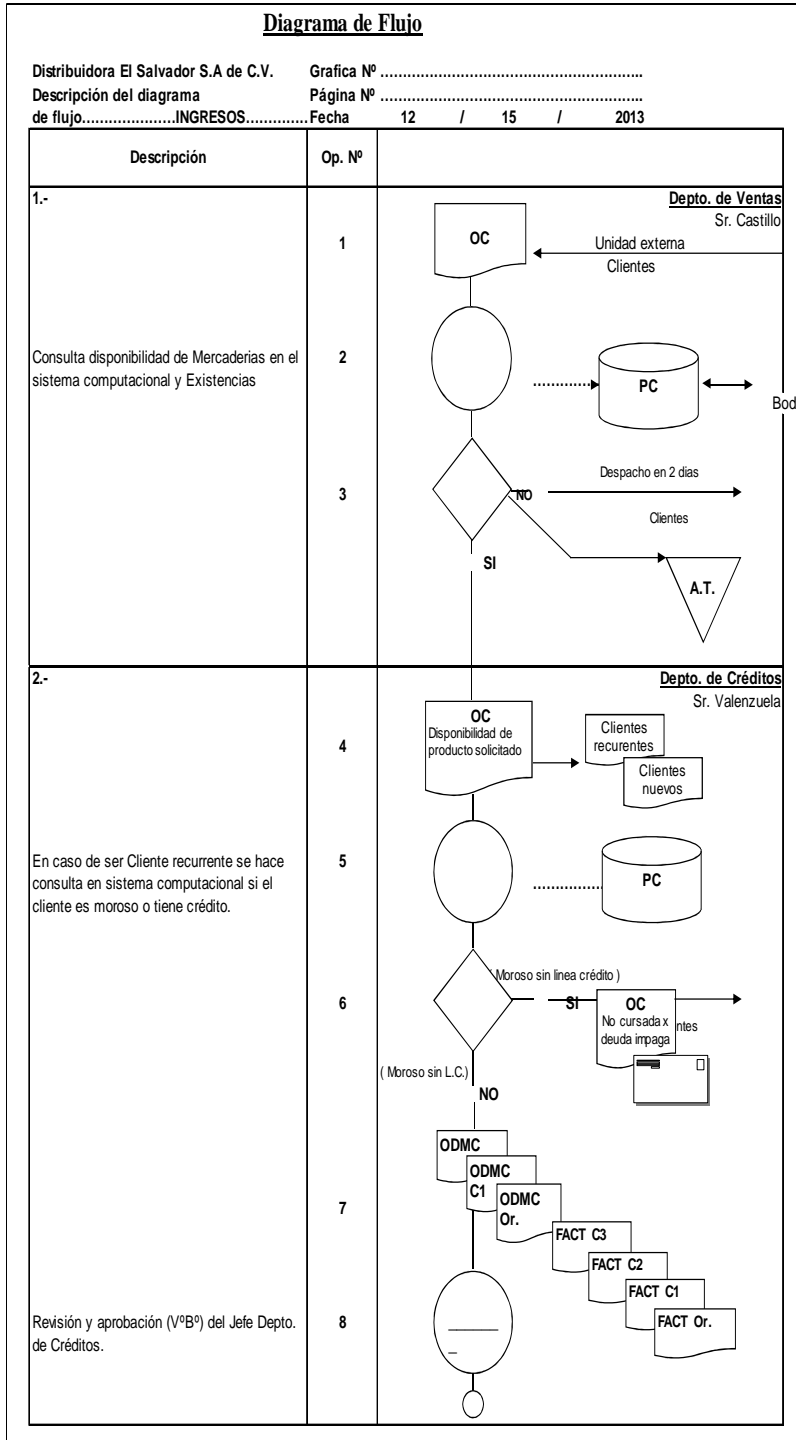 Diagrama de Flujo
Distribuidora El Salvador S.A de C.V. Grafica Nº ............................................................
Descripción del diagrama Página Nº ............................................................
de flujo.....................INGRESOS..............Fecha 12 / 15 / 2013
Descripción Op. Nº
1.- Depto. de Ventas
Sr. Castillo
1 OC Unidad externa
Clientes
Consulta disponibilidad de Mercaderias en el
sistema computacional y Existencias
2 PC
Bod
3 NO Despacho en 2 dias
Clientes
SI
A.T.
2.- Depto. de Créditos
Sr. Valenzuela
4 OC
Disponibilidad de
producto solicitado
Clientes
recurentes
Clientes
nuevos
En caso de ser Cliente recurrente se hace
consulta en sistema computacional si el
cliente es moroso o tiene crédito.
5 PC
( Moroso sin linea crédito )
6 SI OC
No cursada x
deuda impaga
ntes
( Moroso sin L.C.)
NO
ODMC
ODMC
C1
7 ODMC
Or.
FACT C3
FACT C2
FACT C1
FACT Or.
Revisión y aprobación (VºBº) del Jefe Depto.
de Créditos.
8